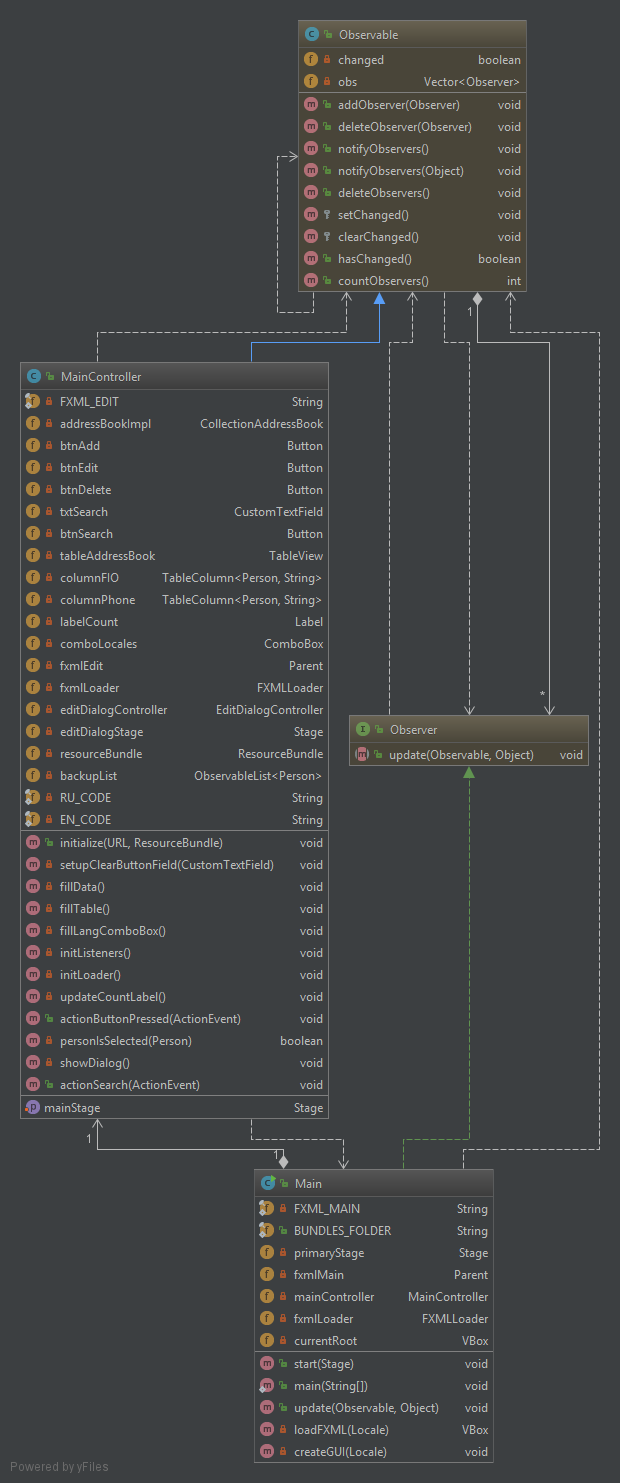 Observable
changed boolean
obs Vector<Observer>
addObserver(Observer) void
deleteObserver(Observer) void
notifyObservers() void
notifyObservers(Object) void
deleteObservers() void
setChanged() void
clearChanged() void
hasChanged() boolean
countObservers() int
1
MainController
FXML_EDIT String
addressBookImpl CollectionAddressBook
btnAdd Button
btnEdit Button
btnDelete Button
txtSearch CustomTextField
btnSearch Button
tableAddressBook TableView
columnFIO TableColumn<Person, String>
columnPhone TableColumn<Person, String>
labelCount Label
comboLocales ComboBox
fxmlEdit Parent
fxmlLoader FXMLLoader
editDialogController EditDialogController
editDialogStage Stage
resourceBundle ResourceBundle
backupList ObservableList<Person>
RU_CODE String
EN_CODE String
initialize(URL, ResourceBundle) void
setupClearButtonField(CustomTextField) void
fillData() void
fillTable() void
fillLangComboBox() void
initListeners() void
initLoader() void
updateCountLabel() void
actionButtonPressed(ActionEvent) void
personIsSelected(Person) boolean
showDialog() void
actionSearch(ActionEvent) void
mainStage Stage
*
Observer
update(Observable, Object) void
1
1
Main
FXML_MAIN String
BUNDLES_FOLDER String
primaryStage Stage
fxmlMain Parent
mainController MainController
fxmlLoader FXMLLoader
currentRoot VBox
start(Stage) void
main(String[]) void
update(Observable, Object) void
loadFXML(Locale) VBox
createGUI(Locale) void
Powered by yFiles